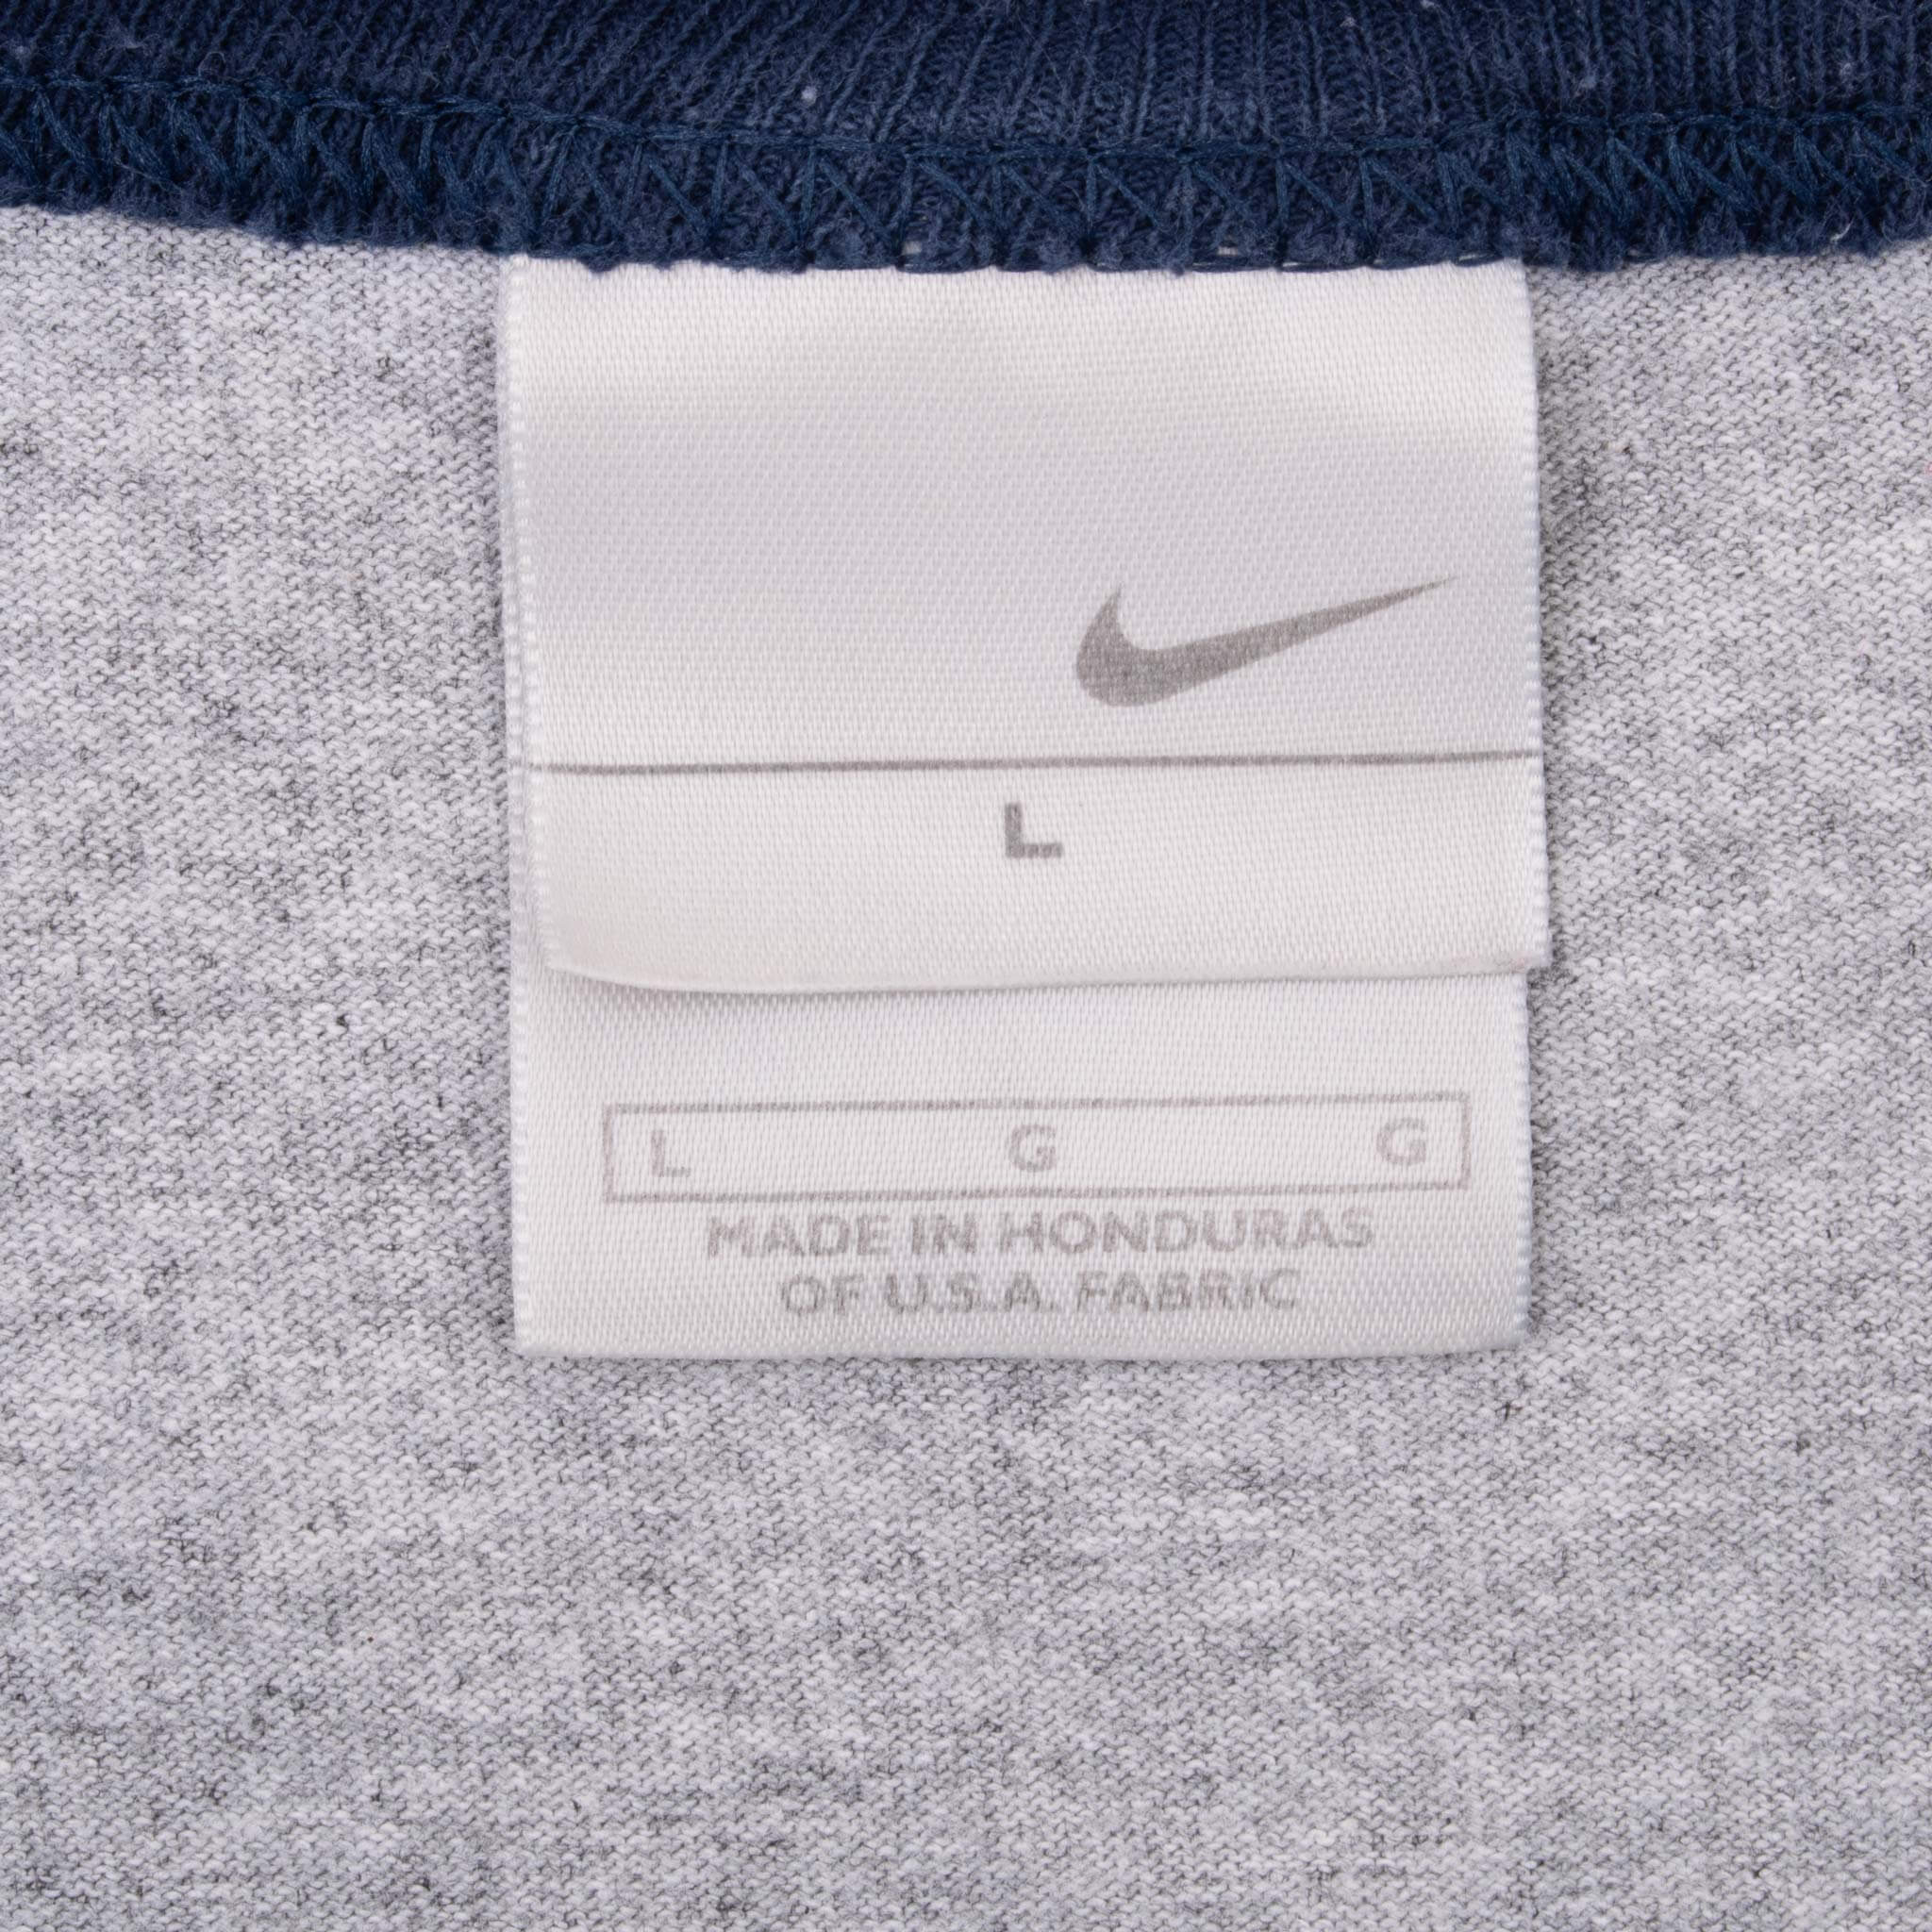 L
L G G
MADE IN HONDURAS
OF U.S.A. FABRIC